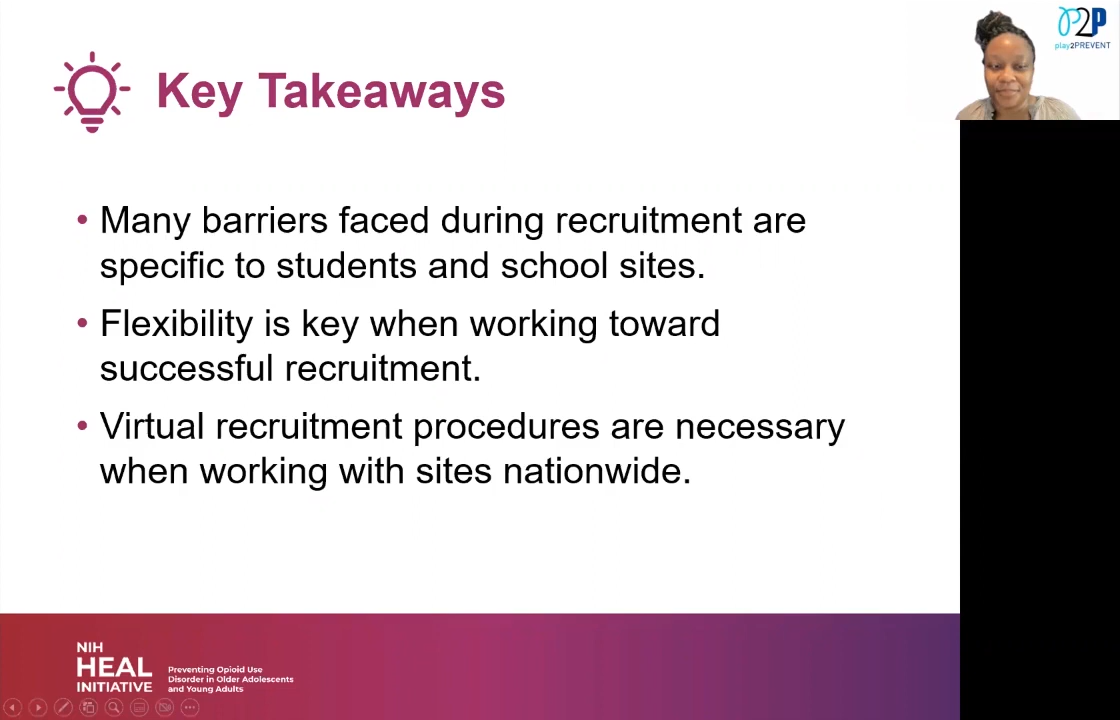 P2P
play2PREVENT
Key Takeaways
• Many barriers faced during recruitment are
specific to students and school sites.
• Flexibility is key when working toward
successful recruitment.
• Virtual recruitment procedures are necessary
when working with sites nationwide.
NIH
HEAL
INITIATIVE
Preventing Opioid Use
Disorder in Older Adolescents
and Young Adults